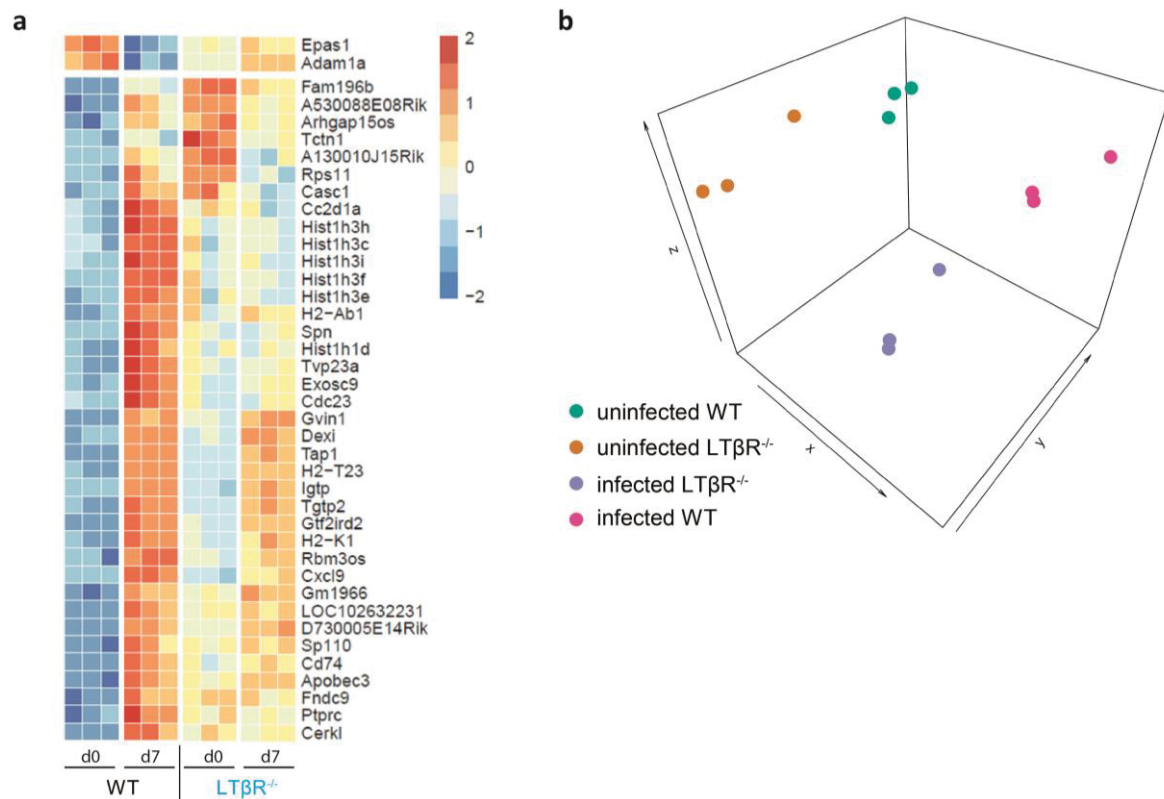 a
Epas1
Adam1a
Fam196b
A530088E08Rik
Arhgap15os
Tctn1
A130010J15Rik
Rps11
Casc1
Cc2d1a
Hist1h3h
Hist1h3c
Hist1h3i
Hist1h3f
Hist1h3e
H2−Ab1
Spn
Hist1h1d
Tvp23a
Exosc9
Cdc23
Gvin1
Dexi
Tap1
H2−T23
Igtp
Tgtp2
Gtf2ird2
H2−K1
Rbm3os
Cxcl9
Gm1966
LOC102632231
D730005E14Rik
Sp110
Cd74
Apobec3
Fndc9
Ptprc
Cerkl
2
1
0
−1
−2
d0 d7 d0 d7
WT LTβR-/-
b
z
x
y
uninfected WT
uninfected LTβR-/-
infected LTβR-/-
infected WT